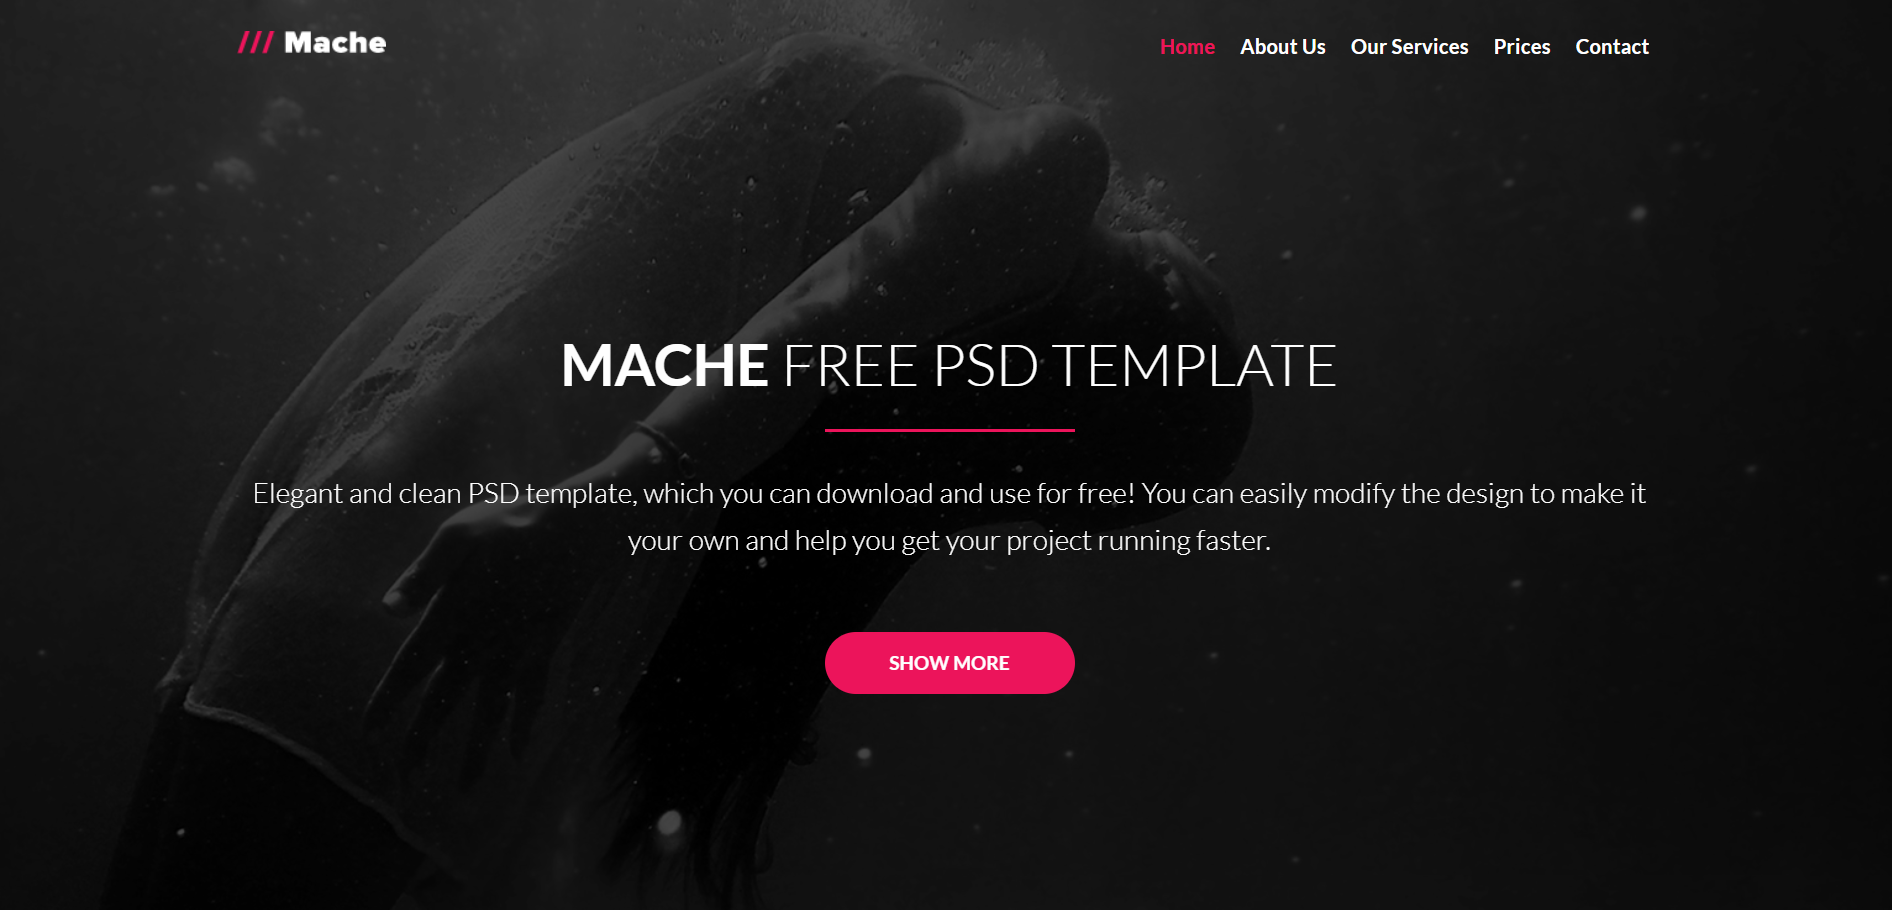 /// Mache
Home About Us Our Services Prices Contact
MACHE FREE PSD TEMPLATE
Elegant and clean PSD template, which you can download and use for free! You can easily modify the design to make it
your own and help you get your project running faster.
SHOW MORE